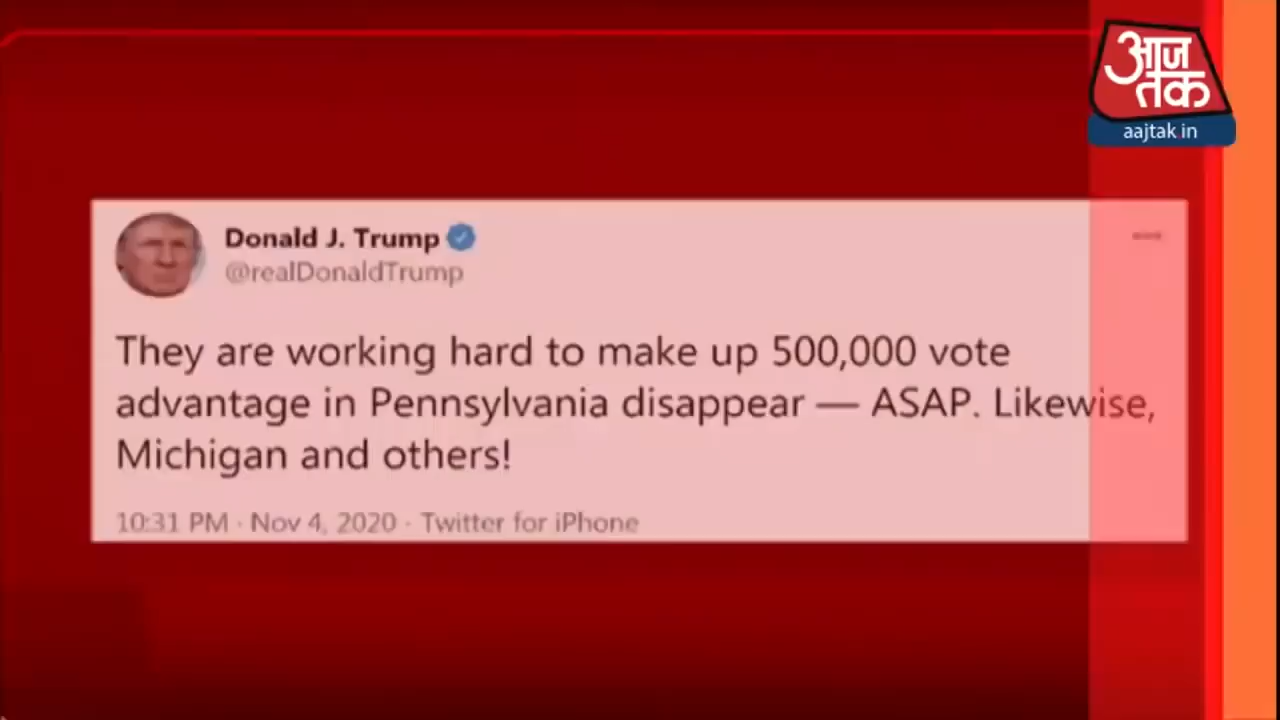 आज
तक
aajtak.in
Donald J. Trump
@realDonaldTrump
They are working hard to make up 500,000 vote
advantage in Pennsylvania disappear — ASAP. Likewise,
Michigan and others!
10:31 PM · Nov 4, 2020 · Twitter for iPhone